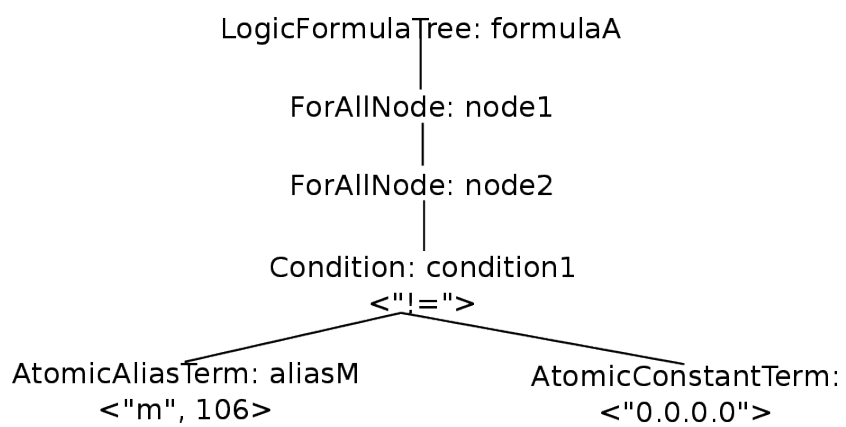 LogicFormulaTree: formulaA
ForAllNode: node1
ForAllNode: node2
Condition: condition1
<"!=">
AtomicAliasTerm: aliasM
<"m", 106>
AtomicConstantTerm:
<"0.0.0.0">